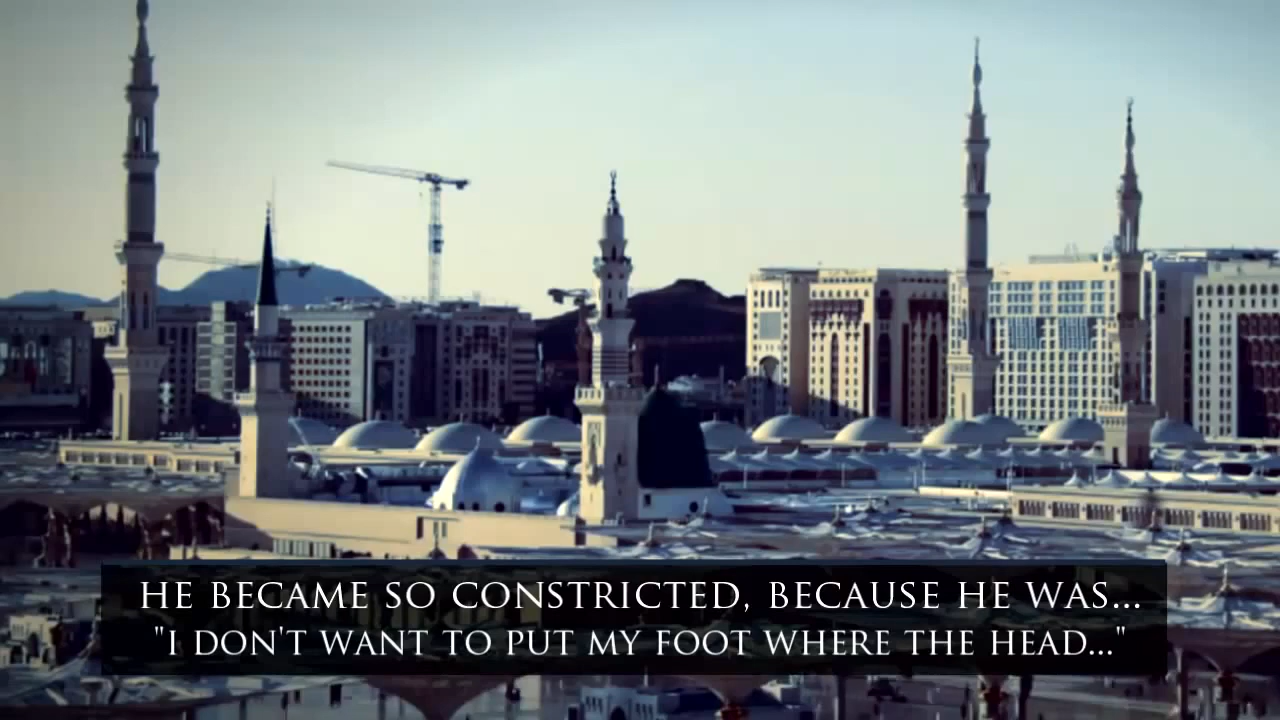 HE BECAME SO CONSTRICTED, BECAUSE HE WAS...
"I DON'T WANT TO PUT MY FOOT WHERE THE HEAD..."